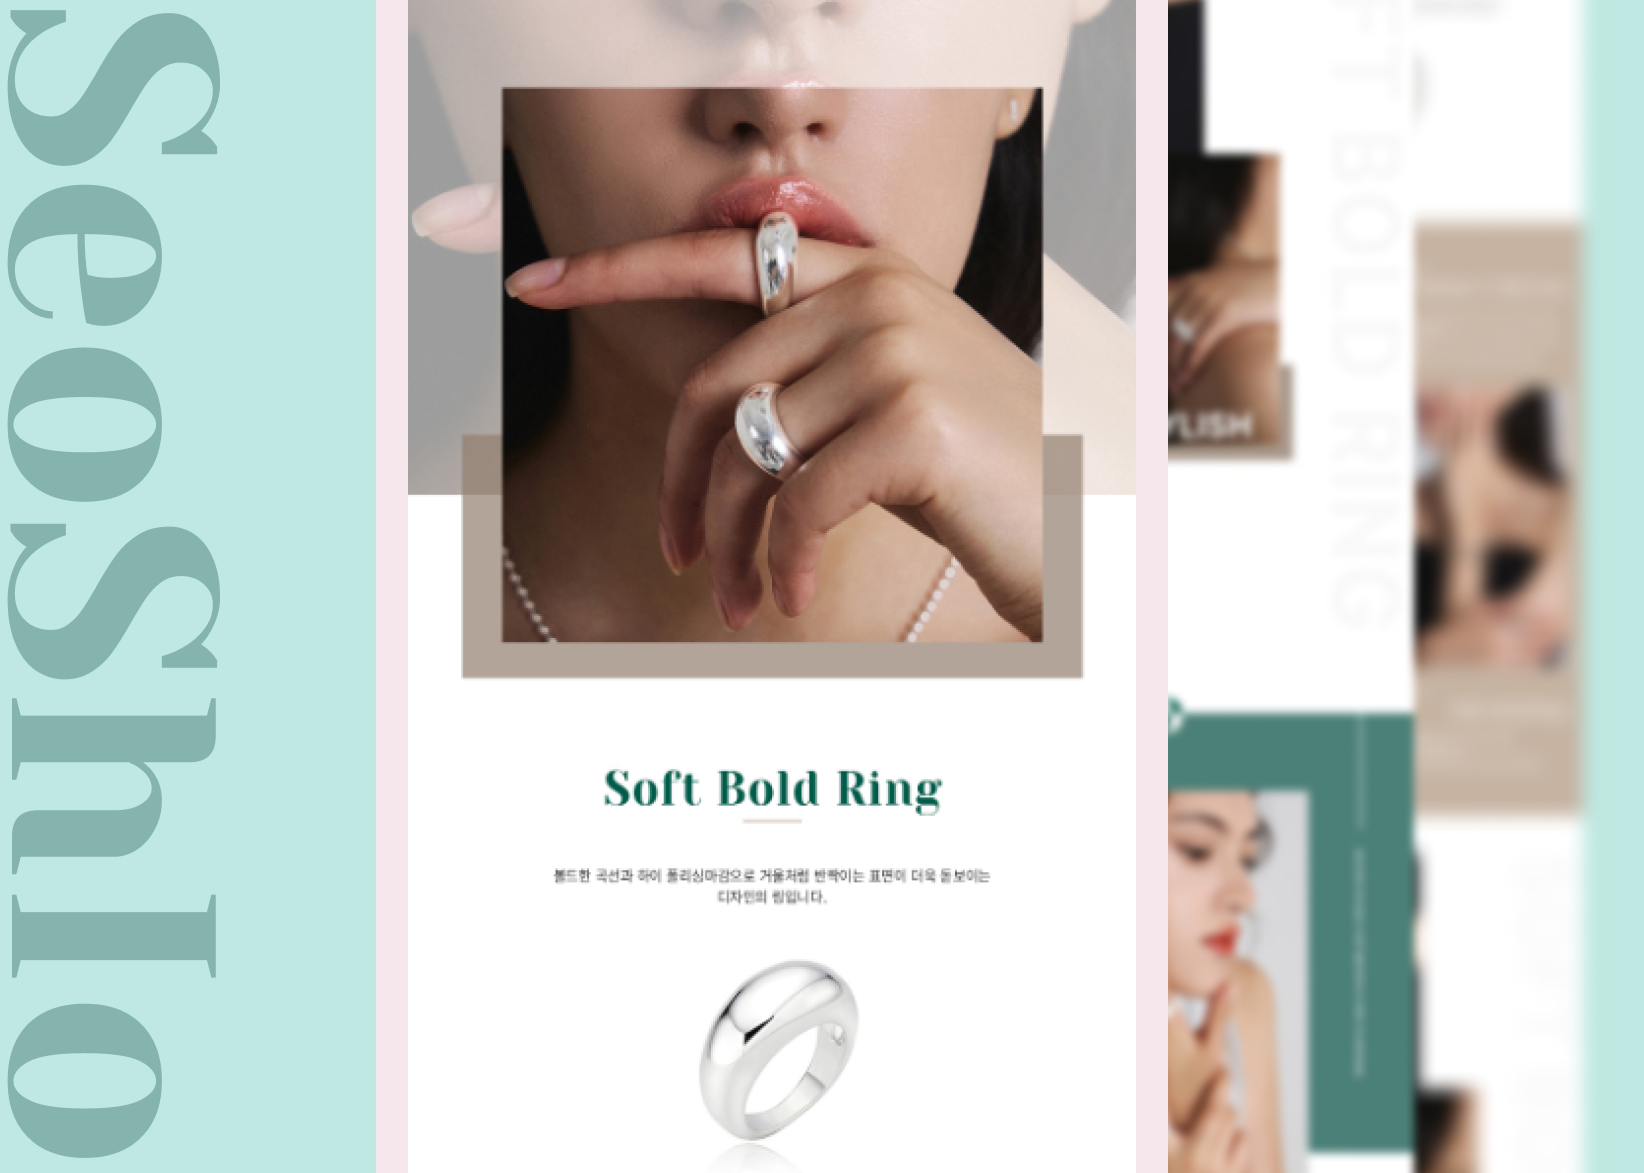 SeoShIo
Soft Bold Ring
볼드한 곡선과 하이 폴리싱마감으로 거울처럼 반짝이는 표면이 더욱 돋보이는
디자인의 링입니다.
YLISH
FT BOLD RING